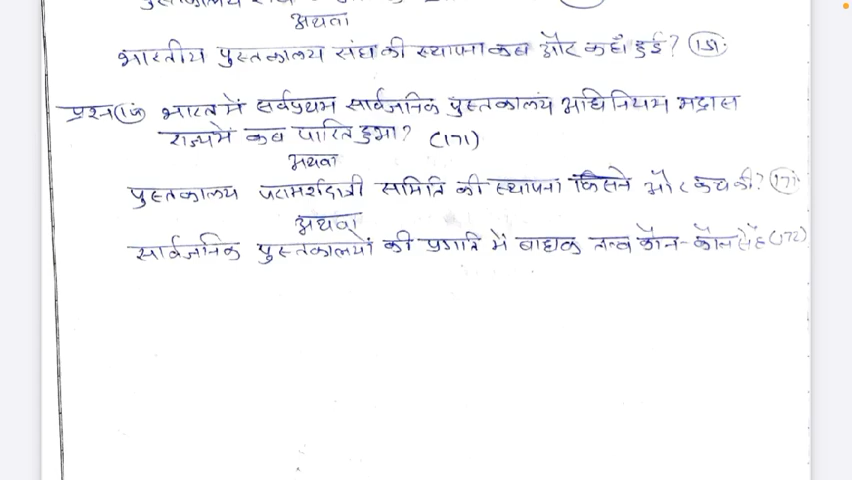 पुस्तकालय
अथवा
भारतीय पुस्तकालय संघ की स्थापना कब और कहाँ हुई?
प्रश्न भारत में सर्वप्रथम सार्वजनिक पुस्तकालय अधिनियम मद्रास
राज्य में कब पारित हुआ? (171)
अथवा
पुस्तकालय परामर्शदात्री समिति की स्थापना किसने और कब की?
अथवा
सार्वजनिक पुस्तकालयों की प्रगति में बाधक तत्व कौन-कौन से हैं (172)